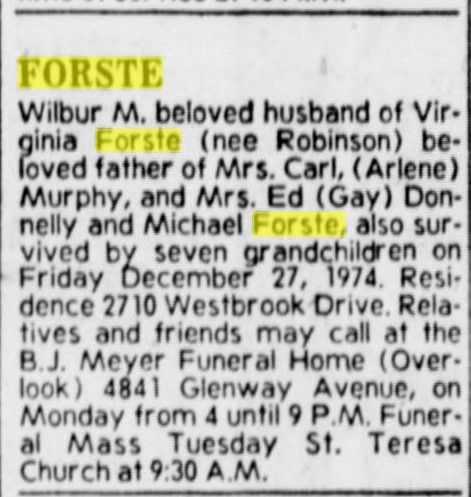 FORSTE
Wilbur M. beloved husband of Vir-
ginia Forste (nee Robinson) be-
loved father of Mrs. Carl, (Arlene)
Murphy, and Mrs. Ed (Gay) Don-
nelly and Michael Forste, also sur-
vived by seven grandchildren on
Friday December 27, 1974. Resi-
dence 2710 Westbrook Drive. Rela-
tives and friends may call at the
B.J. Meyer Funeral Home (Over-
look) 4841 Glenway Avenue, on
Monday from 4 until 9 P.M. Funer-
al Mass Tuesday St. Teresa
Church at 9:30 A.M.